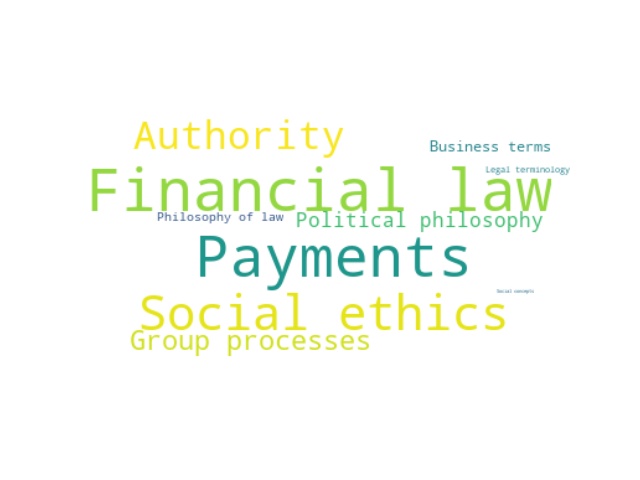 Authority
Business terms
Legal terminology
Financial law
Philosophy of law
Political philosophy
Payments
Social concepts
Social ethics
Group processes